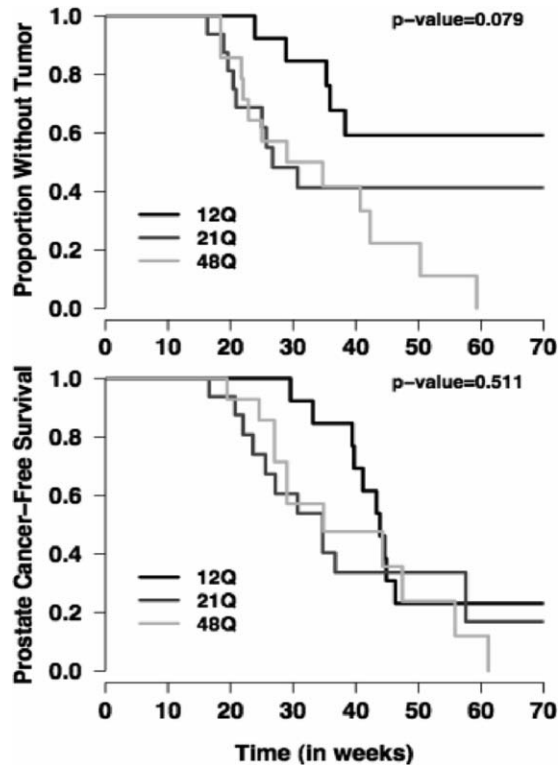 p-value=0.079
Proportion Without Tumor
1.0
0.8
0.6
0.4
0.2
0.0
12Q
21Q
48Q
0 10 20 30 40 50 60 70
p-value=0.511
Prostate Cancer-Free Survival
1.0
0.8
0.6
0.4
0.2
0.0
12Q
21Q
48Q
0 10 20 30 40 50 60 70
Time (in weeks)